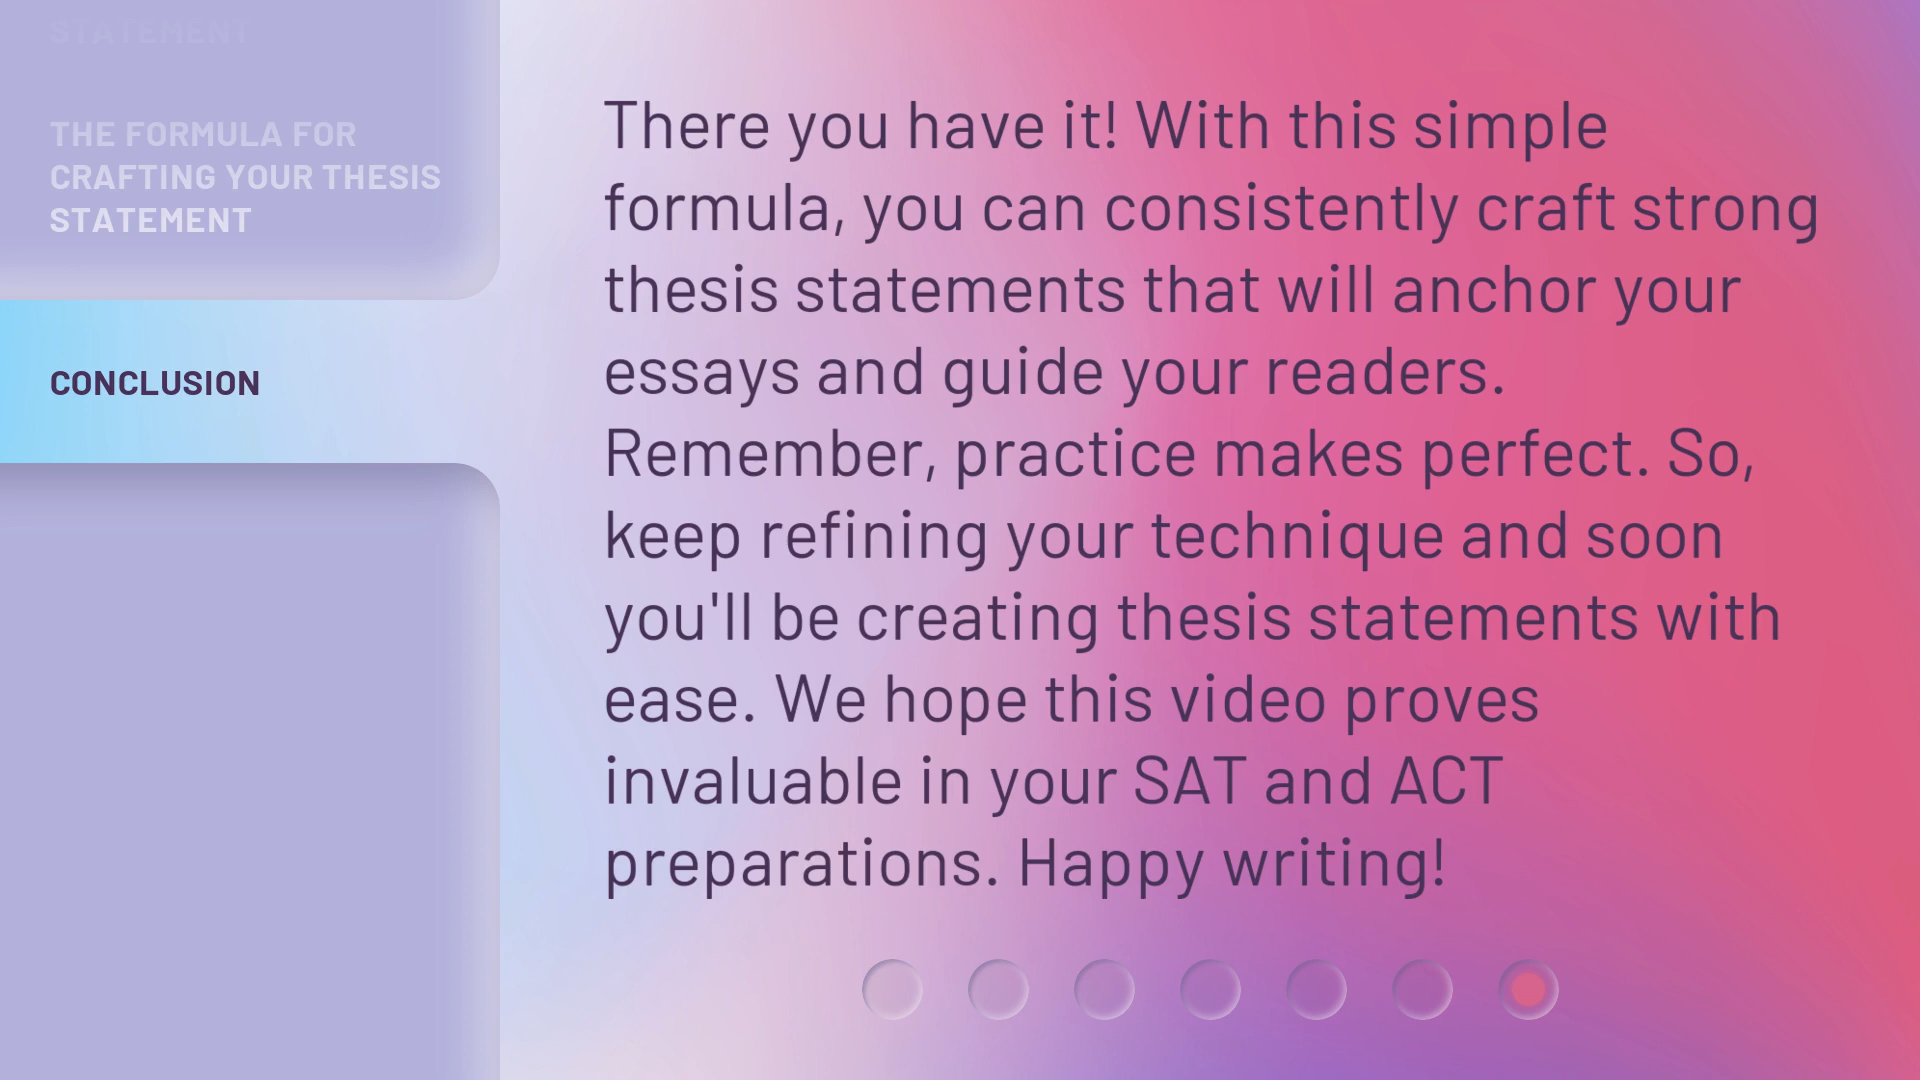 STATEMENT
THE FORMULA FOR
CRAFTING YOUR THESIS
STATEMENT
CONCLUSION
There you have it! With this simple
formula, you can consistently craft strong
thesis statements that will anchor your
essays and guide your readers.
Remember, practice makes perfect. So,
keep refining your technique and soon
you'll be creating thesis statements with
ease. We hope this video proves
invaluable in your SAT and ACT
preparations. Happy writing!